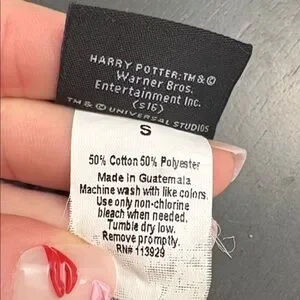 HARRY POTTER: TM & ©
Warner Bros.
Entertainment Inc.
(s16)
TM & © UNIVERSAL STUDIOS
S
50% Cotton 50% Polyester
Made in Guatemala
Machine wash with like colors.
Use only non-chlorine
bleach when needed.
Tumble dry low.
Remove promptly.
RN# 113929